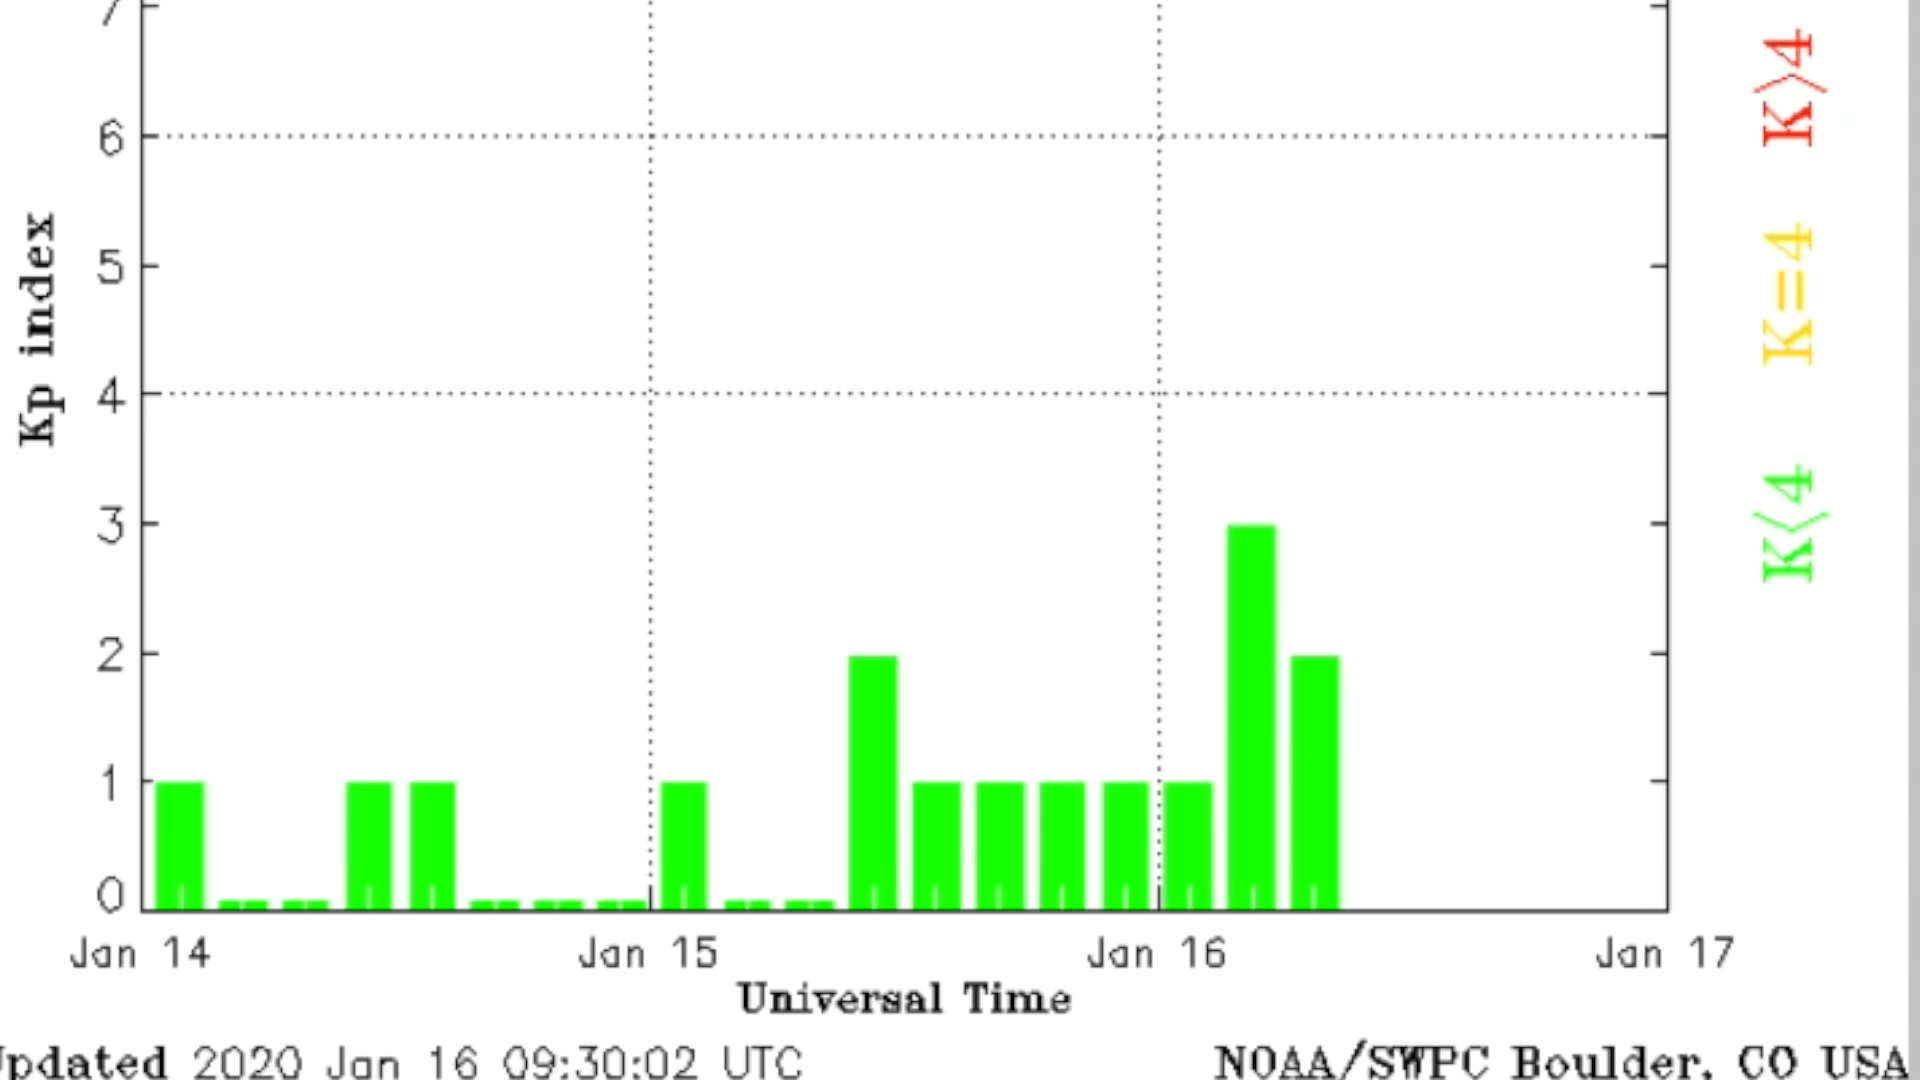 7
K>4
6
Kp index
5
K=4
4
K<4
3
2
1
0
Jan 14 Jan 15 Jan 16 Jan 17
Universal Time
Updated 2020 Jan 16 09:30:02 UTC NOAA/SWPC Boulder, CO USA